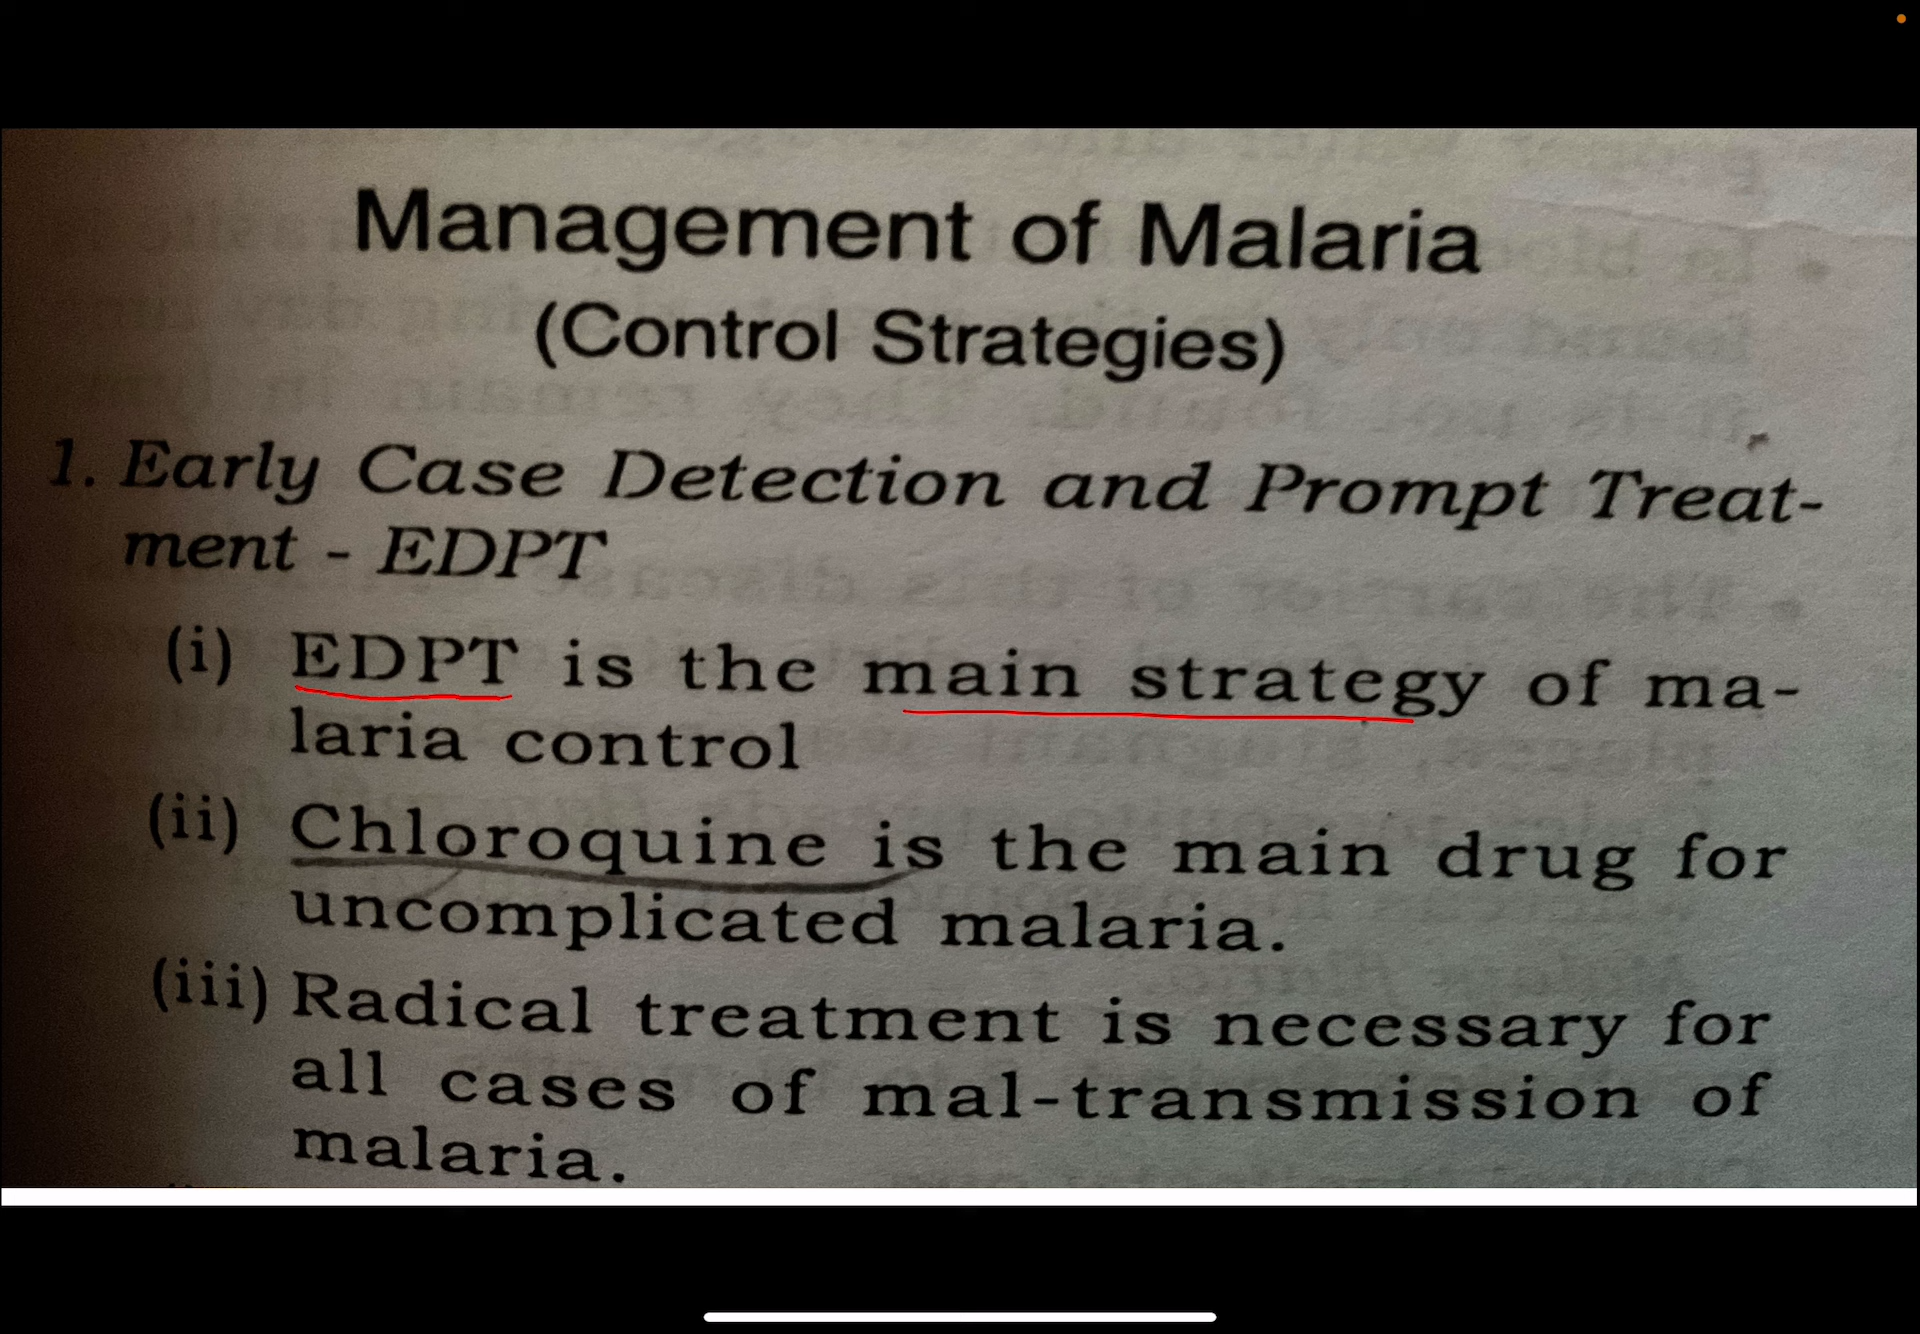 Management of Malaria
(Control Strategies)
1. Early Case Detection and Prompt Treat-
ment - EDPT
(i) EDPT is the main strategy of ma-
laria control
(ii) Chloroquine is the main drug for
uncomplicated malaria.
(iii) Radical treatment is necessary for
all cases of mal-transmission of
malaria.